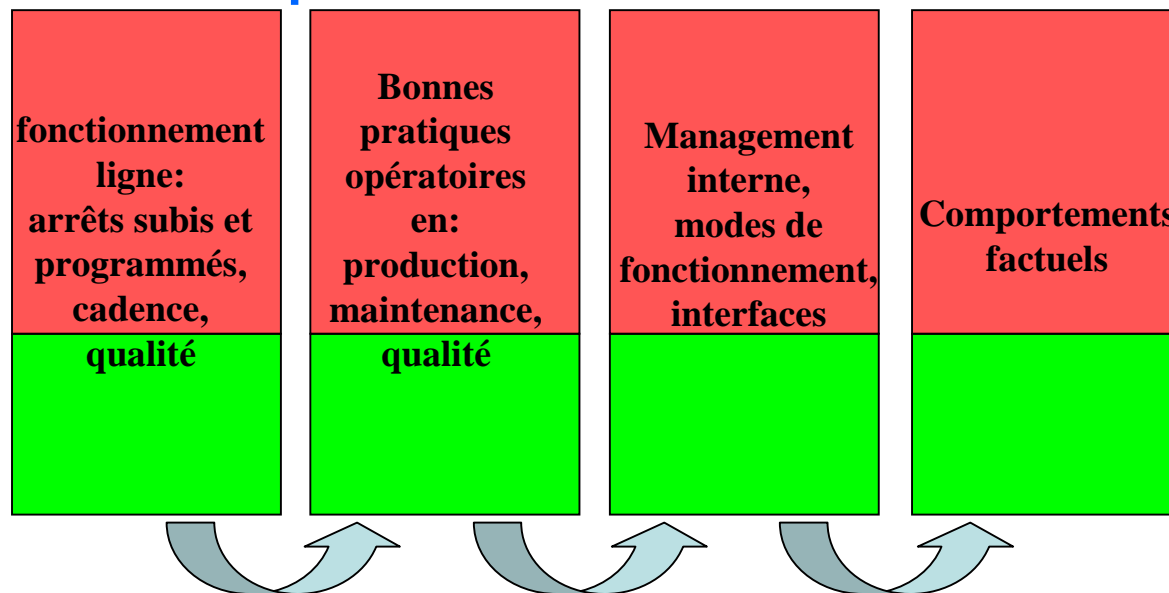 fonctionnement
ligne:
arrêts subis et
programmés,
cadence,
qualité
Bonnes
pratiques
opératoires
en:
production,
maintenance,
qualité
Management
interne,
modes de
fonctionnement,
interfaces
Comportements
factuels